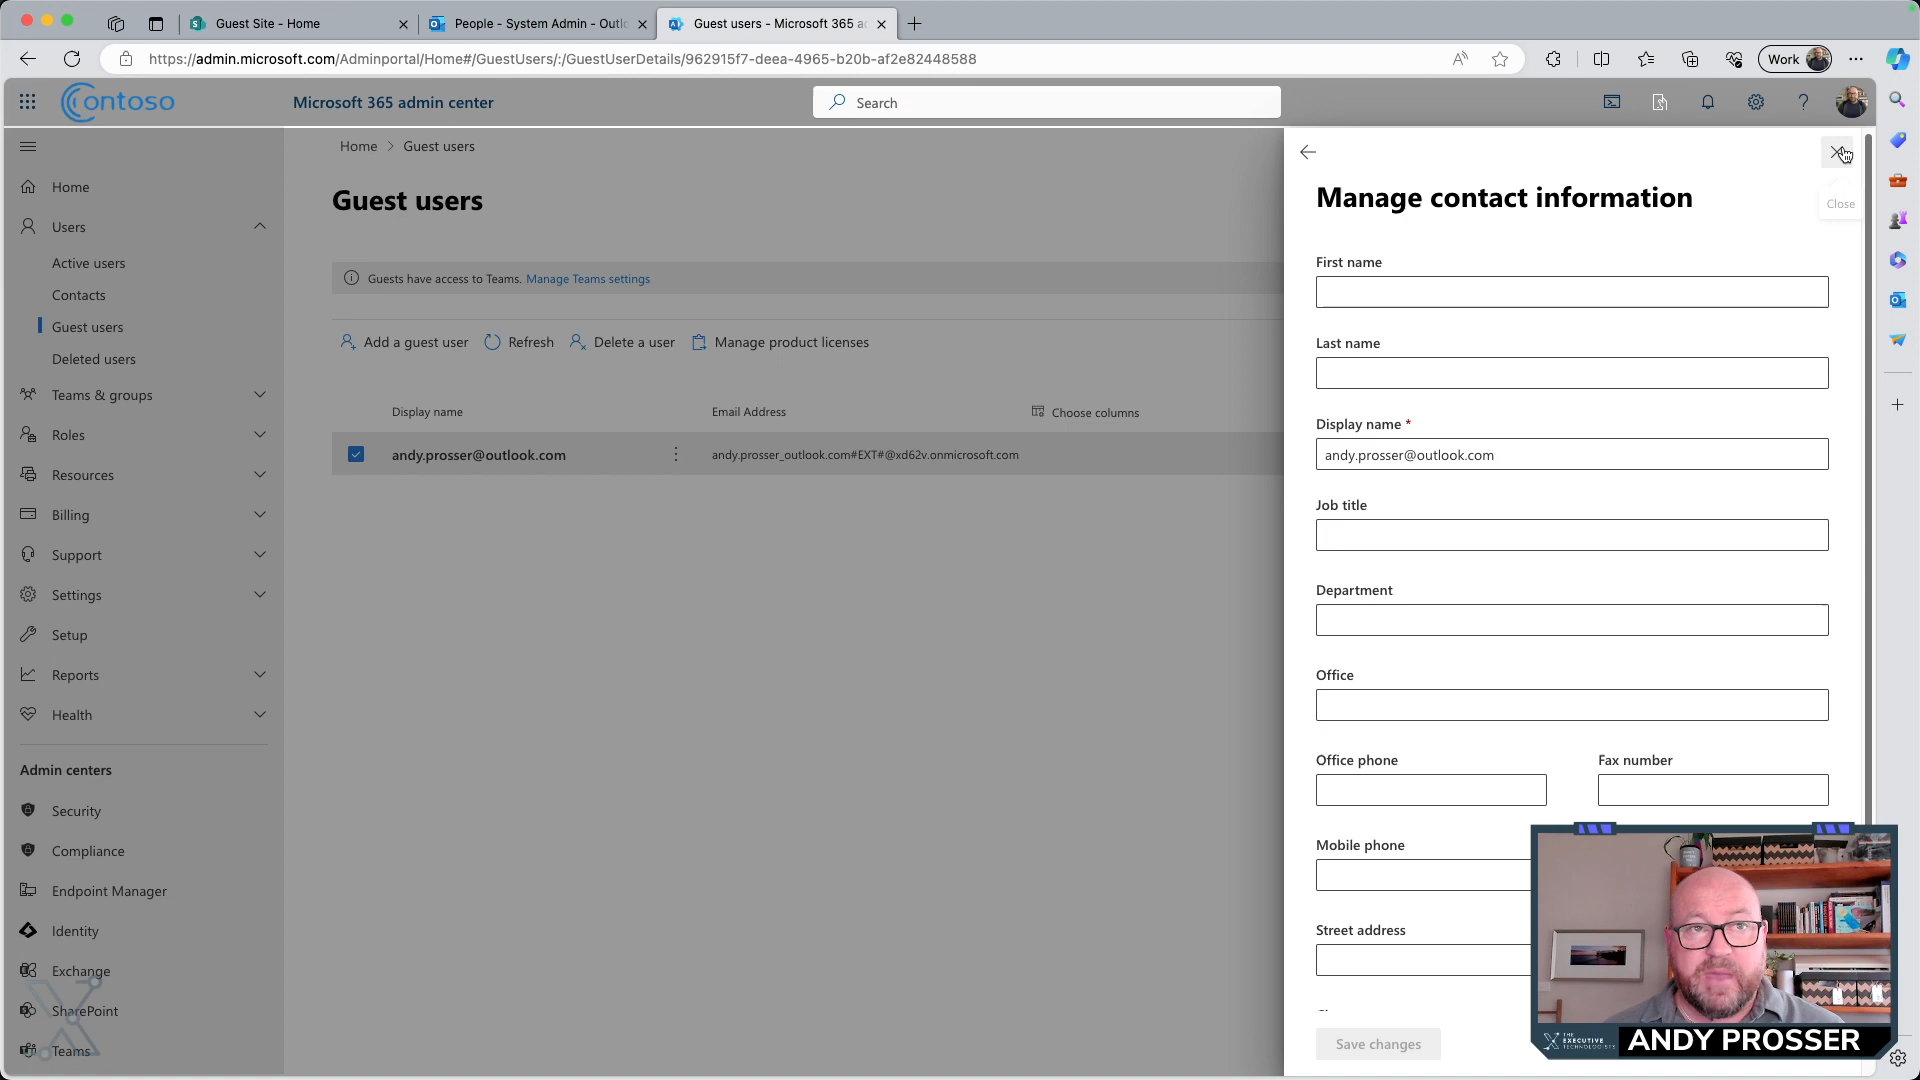 Guest Site - Home
People - System Admin - Outlo
Guest users - Microsoft 365 a
https://admin.microsoft.com/Adminportal/Home#/GuestUsers/:/GuestUserDetails/962915f7-deea-4965-b20b-af2e82448588
Work
Contoso
Microsoft 365 admin center
Search
Home > Guest users
Guest users
Guests have access to Teams. Manage Teams settings
Add a guest user
Refresh
Delete a user
Manage product licenses
Display name
Email Address
Choose columns
andy.prosser@outlook.com
andy.prosser_outlook.com#EXT#@xd62v.onmicrosoft.com
Home
Users
Active users
Contacts
Guest users
Deleted users
Teams & groups
Roles
Resources
Billing
Support
Settings
Setup
Reports
Health
Admin centers
Security
Compliance
Endpoint Manager
Identity
Exchange
SharePoint
Teams
Manage contact information
Close
First name
Last name
Display name *
andy.prosser@outlook.com
Job title
Department
Office
Office phone
Fax number
Mobile phone
Street address
Save changes
THE
EXECUTIVE
TECHNOLOGISTS
ANDY PROSSER